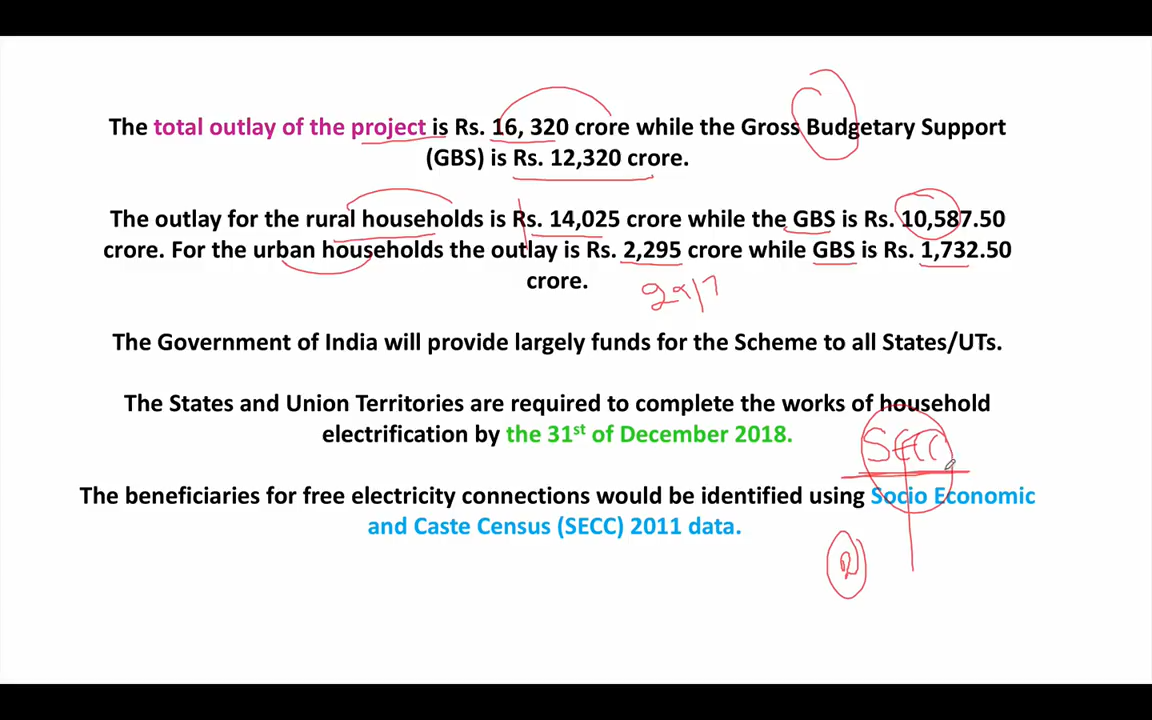 The total outlay of the project is Rs. 16, 320 crore while the Gross Budgetary Support
(GBS) is Rs. 12,320 crore.
The outlay for the rural households is Rs. 14,025 crore while the GBS is Rs. 10,587.50
crore. For the urban households the outlay is Rs. 2,295 crore while GBS is Rs. 1,732.50
crore.
The Government of India will provide largely funds for the Scheme to all States/UTs.
The States and Union Territories are required to complete the works of household
electrification by the 31st of December 2018.
SECC
The beneficiaries for free electricity connections would be identified using Socio Economic
and Caste Census (SECC) 2011 data.